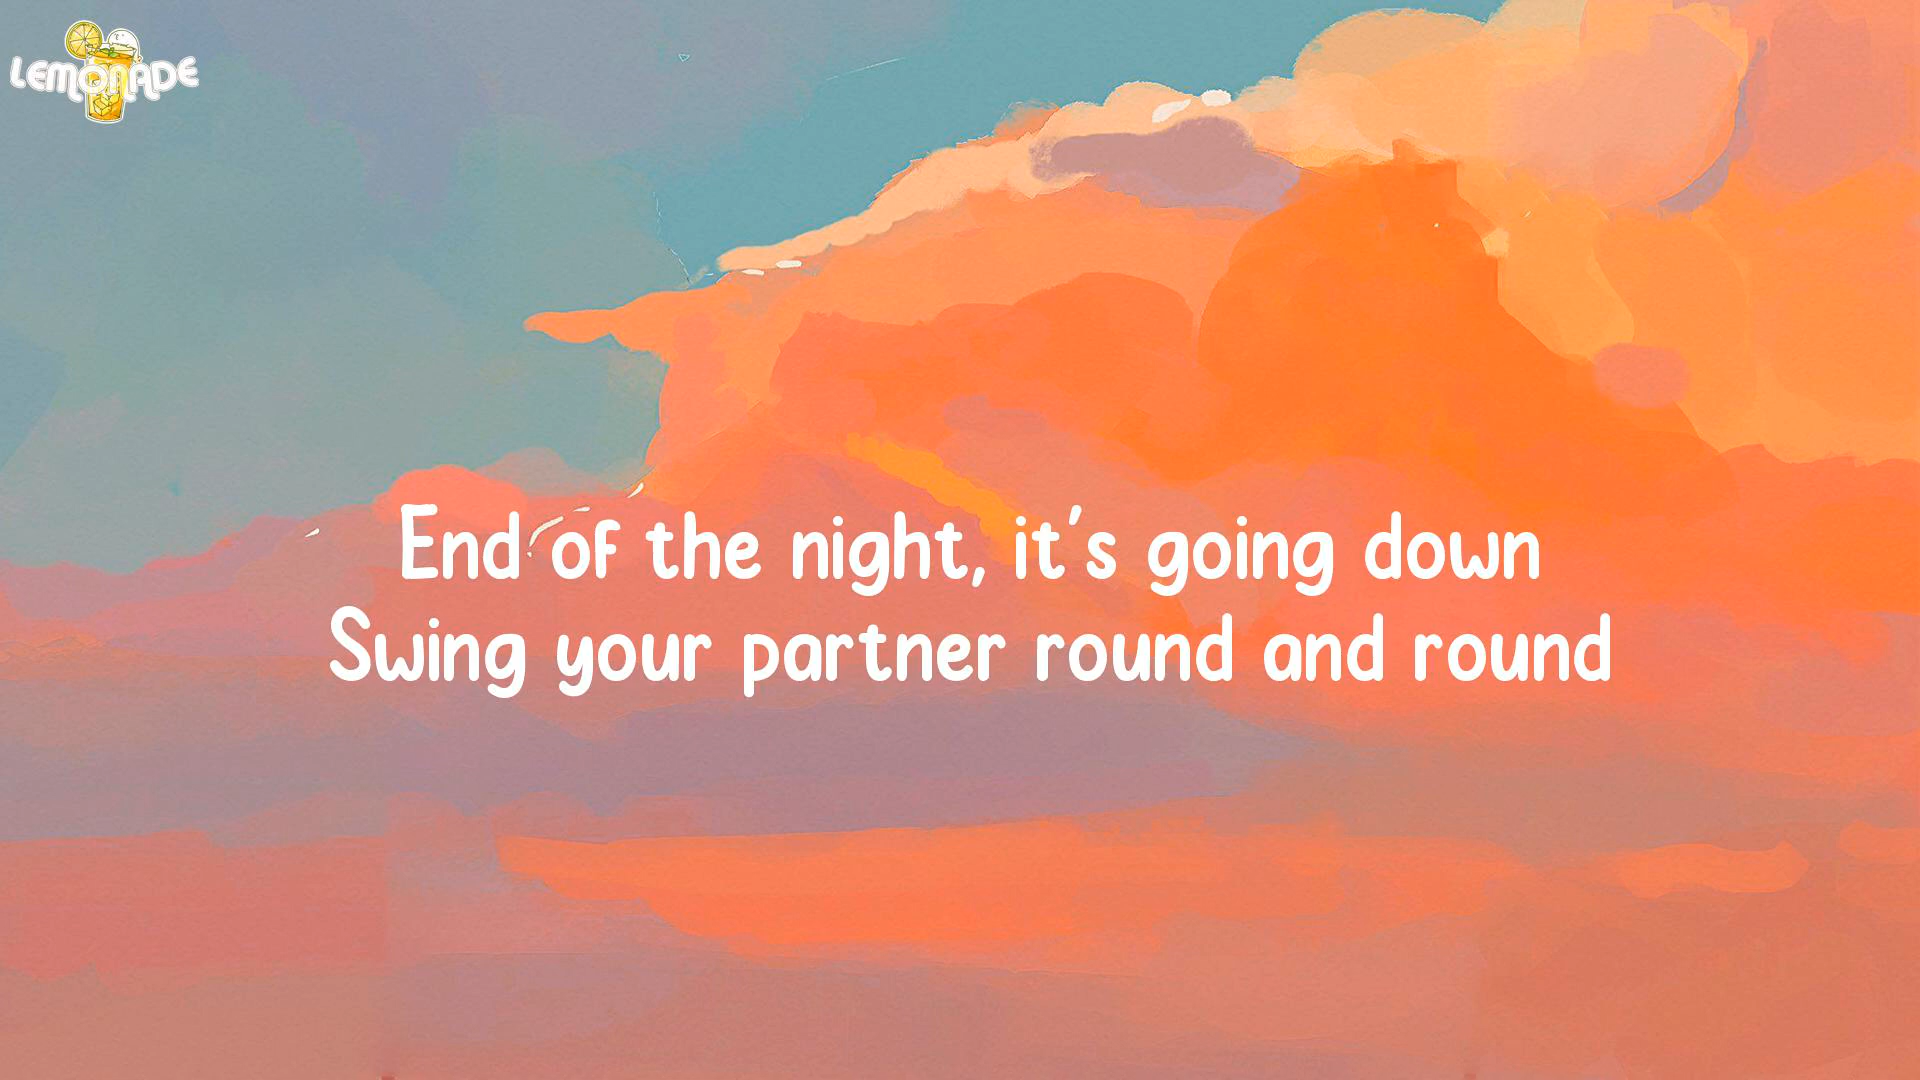 LEMONADE
End of the night, it's going down
Swing your partner round and round